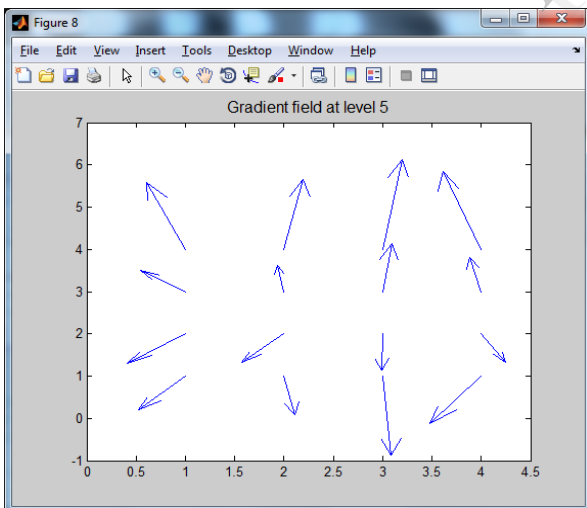 Figure 8
File Edit View Insert Tools Desktop Window Help
Gradient field at level 5
7
6
5
4
3
2
1
0
-1
0 0.5 1 1.5 2 2.5 3 3.5 4 4.5